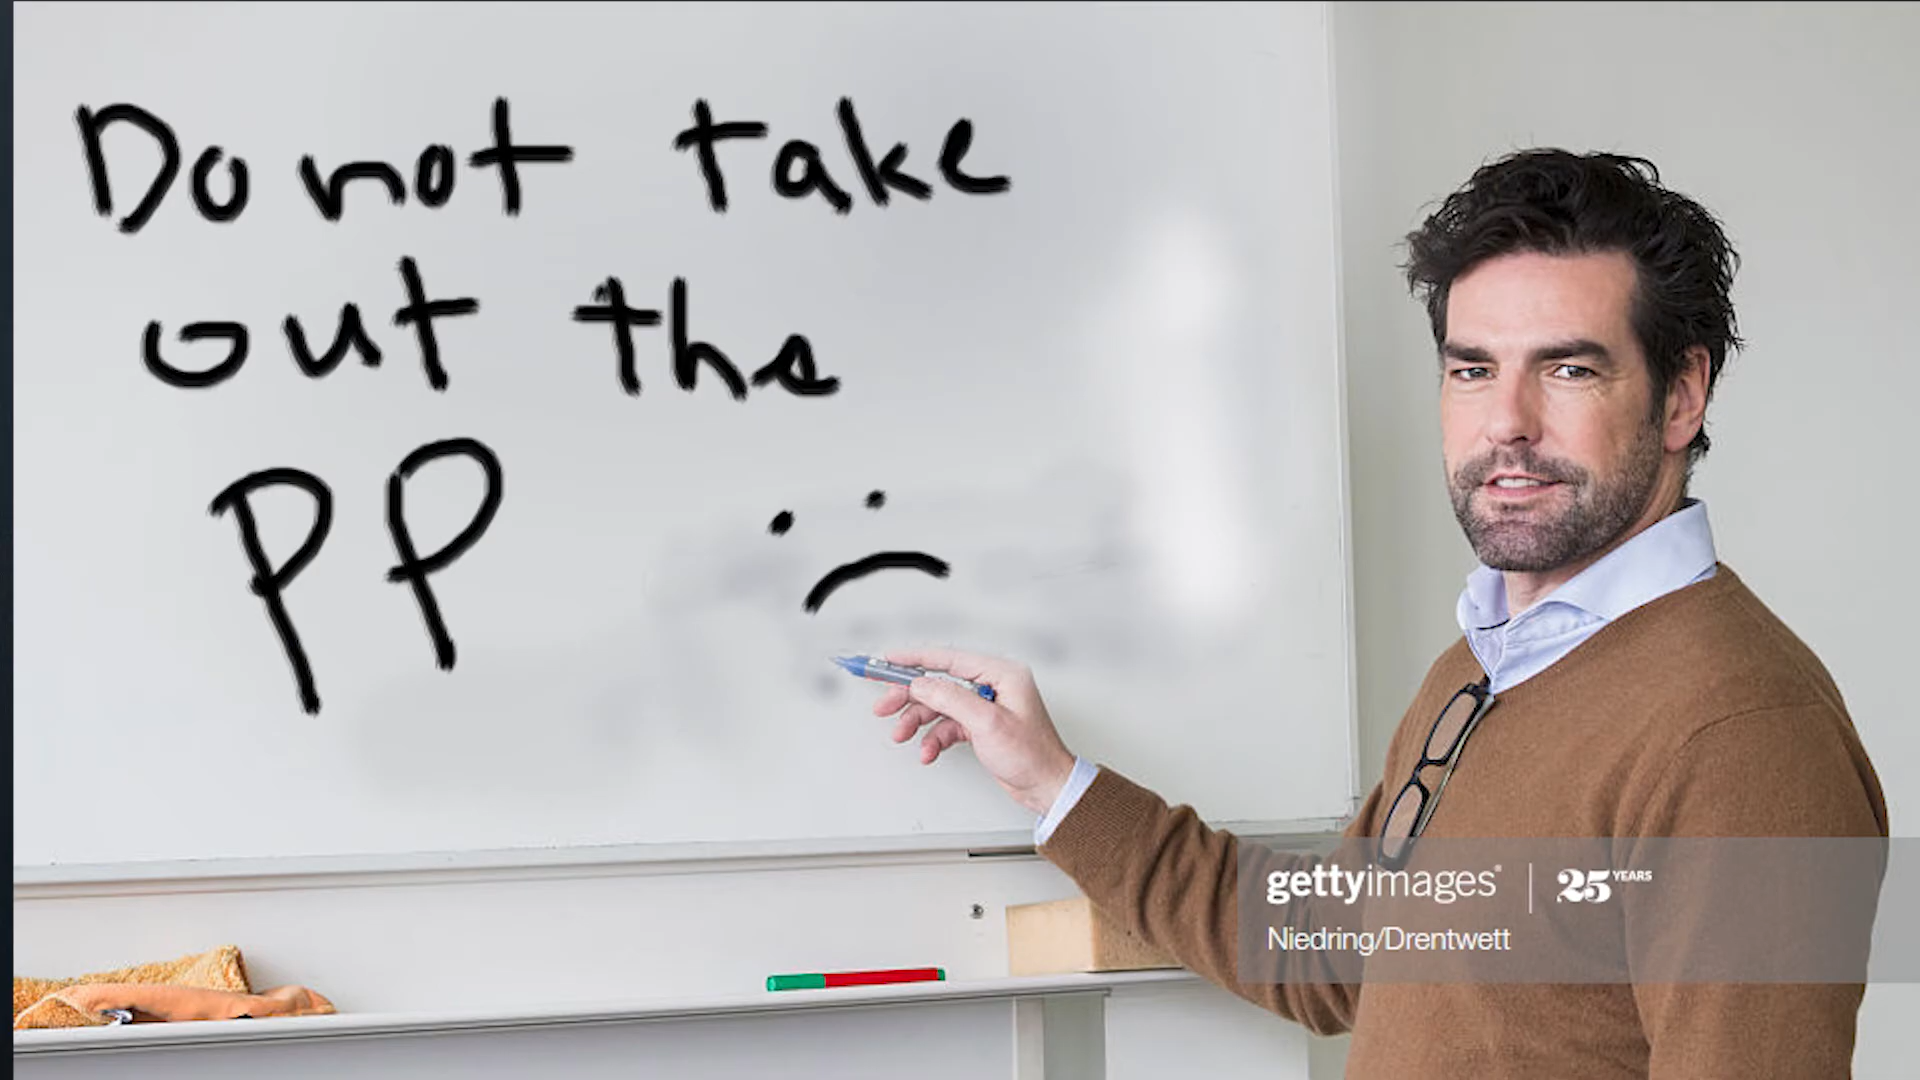 Do not take
out the
PP :(
gettyimages® | 25 YEARS
Niedring/Drentwett